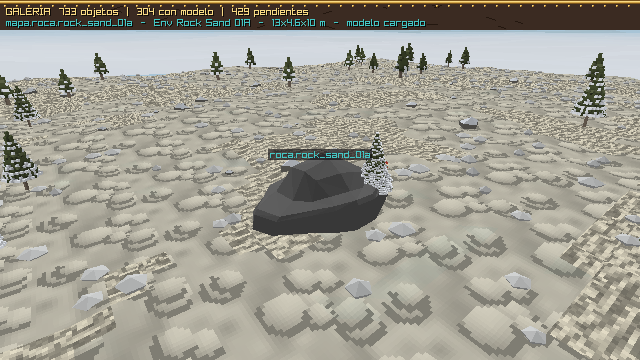 GALERIA 733 objetos | 304 con modelo | 429 pendientes
mapa.roca.rock_sand_01a - Env Rock Sand 01A - 13x4.6x10 m - modelo cargado
roca.rock_sand_01a